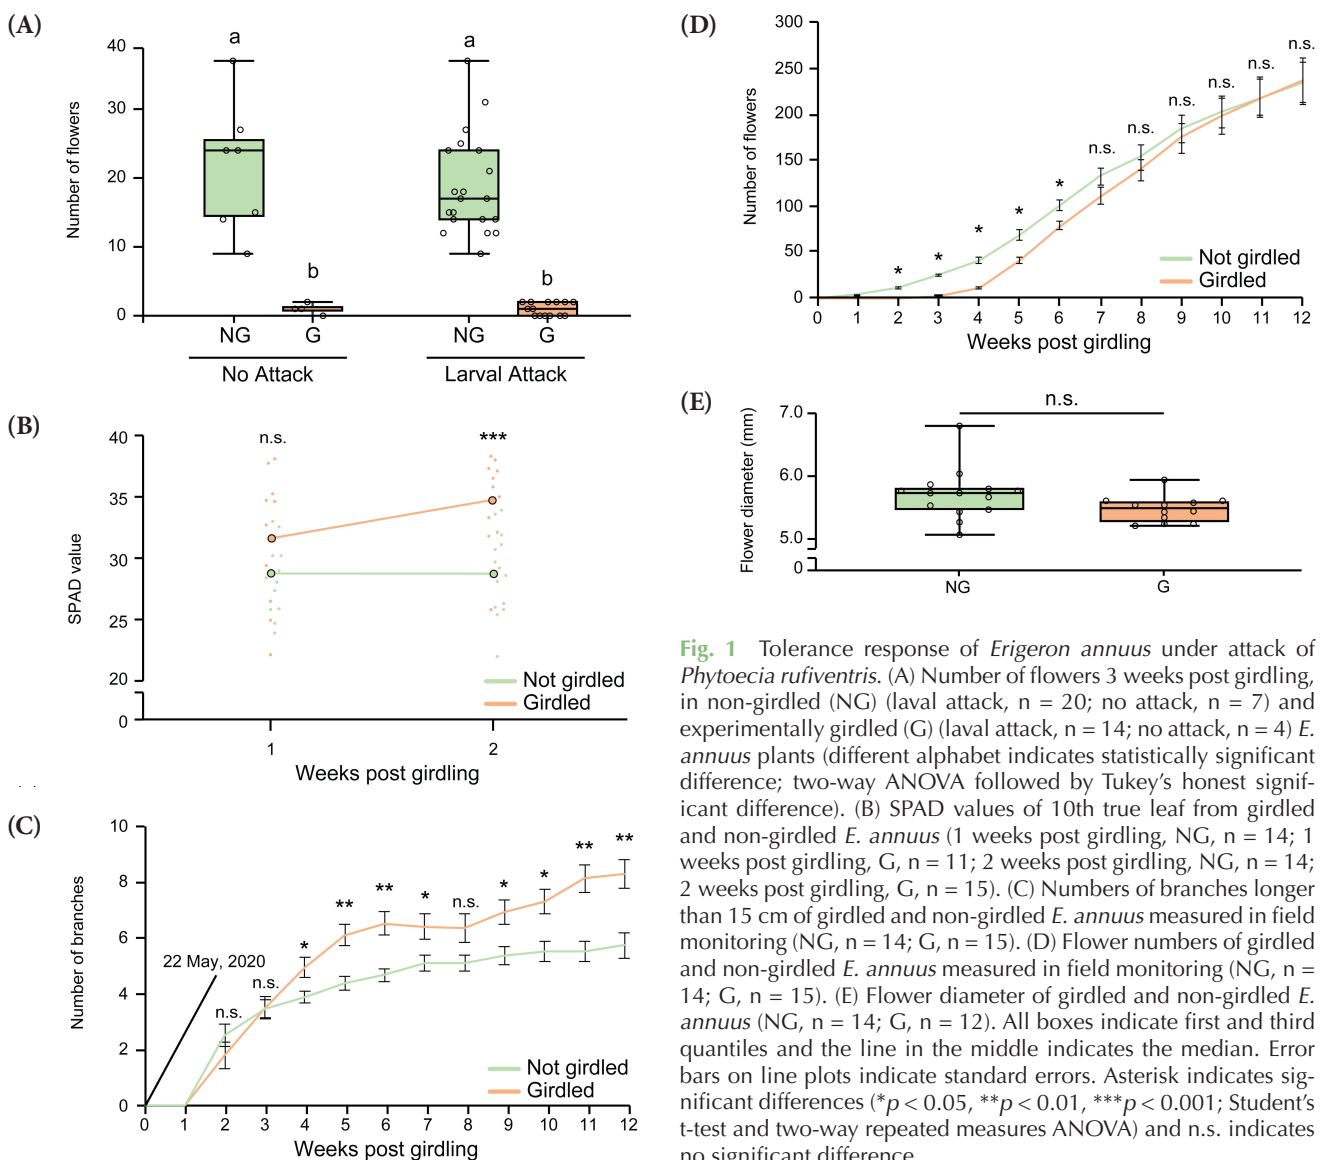 (A)
Number of flowers
40
30
20
10
0
a
b
a
b
NG
G
NG
G
No Attack
Larval Attack
(B)
SPAD value
40
35
30
25
20
0
n.s.
***
Not girdled
Girdled
1
2
Weeks post girdling
(C)
Number of branches
10
8
6
4
2
0
22 May, 2020
n.s.
n.s.
*
**
**
*
n.s.
*
*
**
**
Not girdled
Girdled
0 1 2 3 4 5 6 7 8 9 10 11 12
Weeks post girdling
(D)
Number of flowers
300
250
200
150
100
50
0
*
*
*
*
*
n.s.
n.s.
n.s.
n.s.
n.s.
n.s.
Not girdled
Girdled
0 1 2 3 4 5 6 7 8 9 10 11 12
Weeks post girdling
(E)
Flower diameter (mm)
7.0
6.0
5.0
0
n.s.
NG
G
Fig. 1 Tolerance response of Erigeron annuus under attack of
Phytoecia rufiventris. (A) Number of flowers 3 weeks post girdling,
in non-girdled (NG) (laval attack, n = 20; no attack, n = 7) and
experimentally girdled (G) (laval attack, n = 14; no attack, n = 4) E.
annuus plants (different alphabet indicates statistically significant
difference; two-way ANOVA followed by Tukey's honest signif-
icant difference). (B) SPAD values of 10th true leaf from girdled
and non-girdled E. annuus (1 weeks post girdling, NG, n = 14; 1
weeks post girdling, G, n = 11; 2 weeks post girdling, NG, n = 14;
2 weeks post girdling, G, n = 15). (C) Numbers of branches longer
than 15 cm of girdled and non-girdled E. annuus measured in field
monitoring (NG, n = 14; G, n = 15). (D) Flower numbers of girdled
and non-girdled E. annuus measured in field monitoring (NG, n =
14; G, n = 15). (E) Flower diameter of girdled and non-girdled E.
annuus (NG, n = 14; G, n = 12). All boxes indicate first and third
quantiles and the line in the middle indicates the median. Error
bars on line plots indicate standard errors. Asterisk indicates sig-
nificant differences (*p < 0.05, **p < 0.01, ***p < 0.001; Student's
t-test and two-way repeated measures ANOVA) and n.s. indicates
no significant difference.